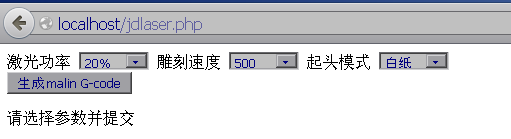 localhost/jdlaser.php
激光功率 20% 雕刻速度 500 起头模式 白纸
生成malin G-code
请选择参数并提交